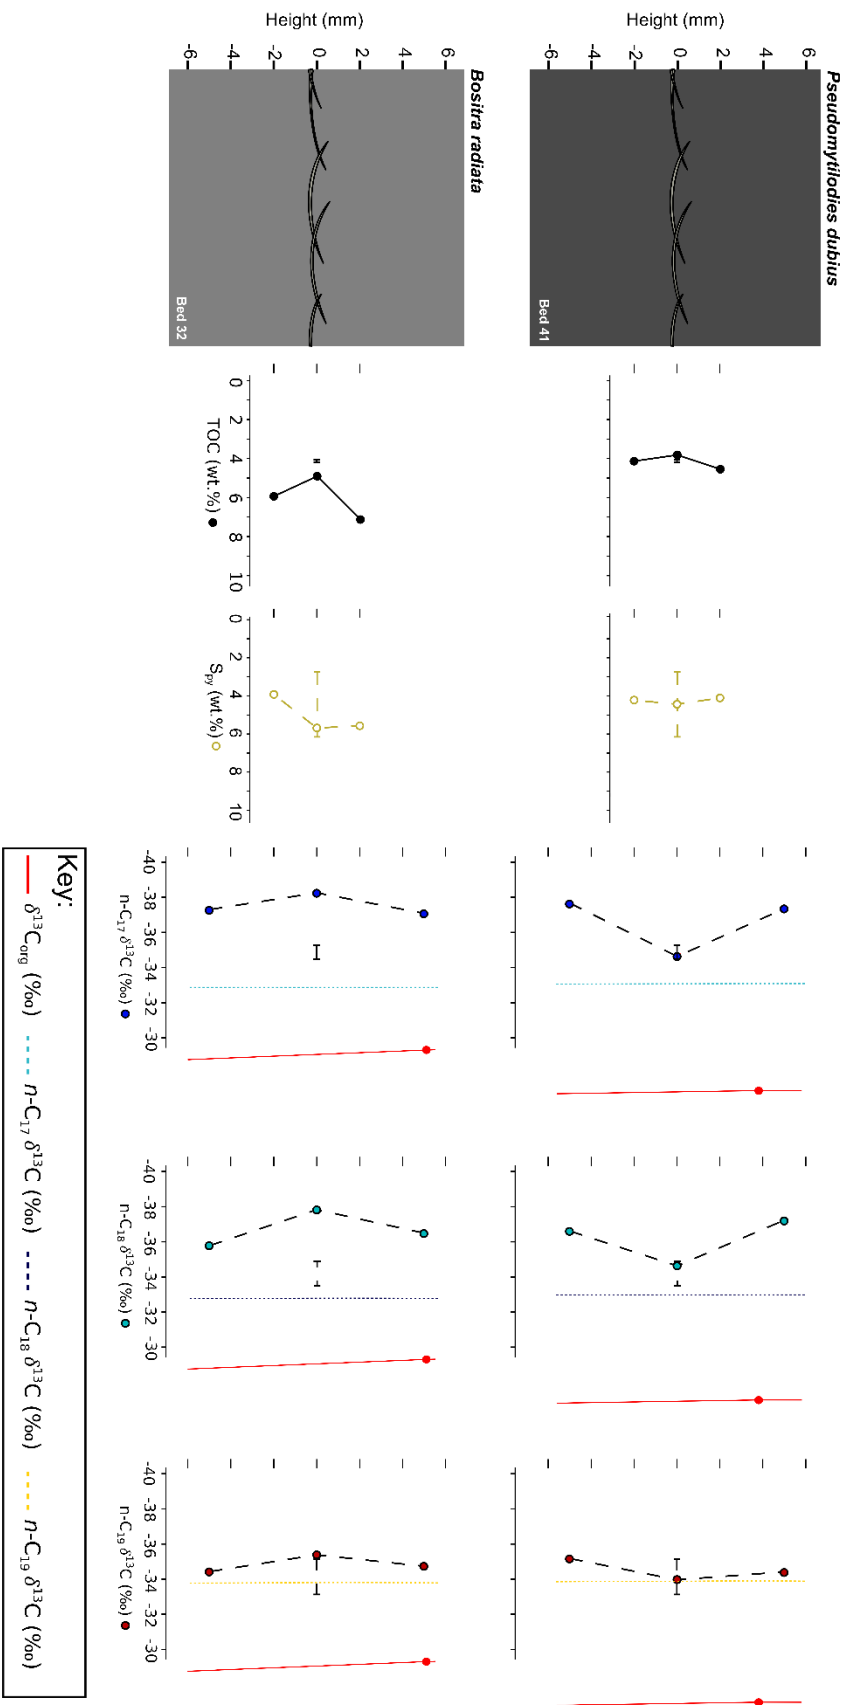 Pseudomytilodies dubius
Height (mm)
6
4
2
0
-2
-4
-6
Bed 41
Bositra radiata
Height (mm)
6
4
2
0
-2
-4
-6
Bed 32
0 2 4 6 8 10
TOC (wt.%)
0 2 4 6 8 10
Spy (wt.%)
-40 -38 -36 -34 -32 -30
n-C17 δ13C (‰)
-40 -38 -36 -34 -32 -30
n-C18 δ13C (‰)
-40 -38 -36 -34 -32 -30
n-C19 δ13C (‰)
Key:
δ13Corg (‰) n-C17 δ13C (‰) n-C18 δ13C (‰) n-C19 δ13C (‰)